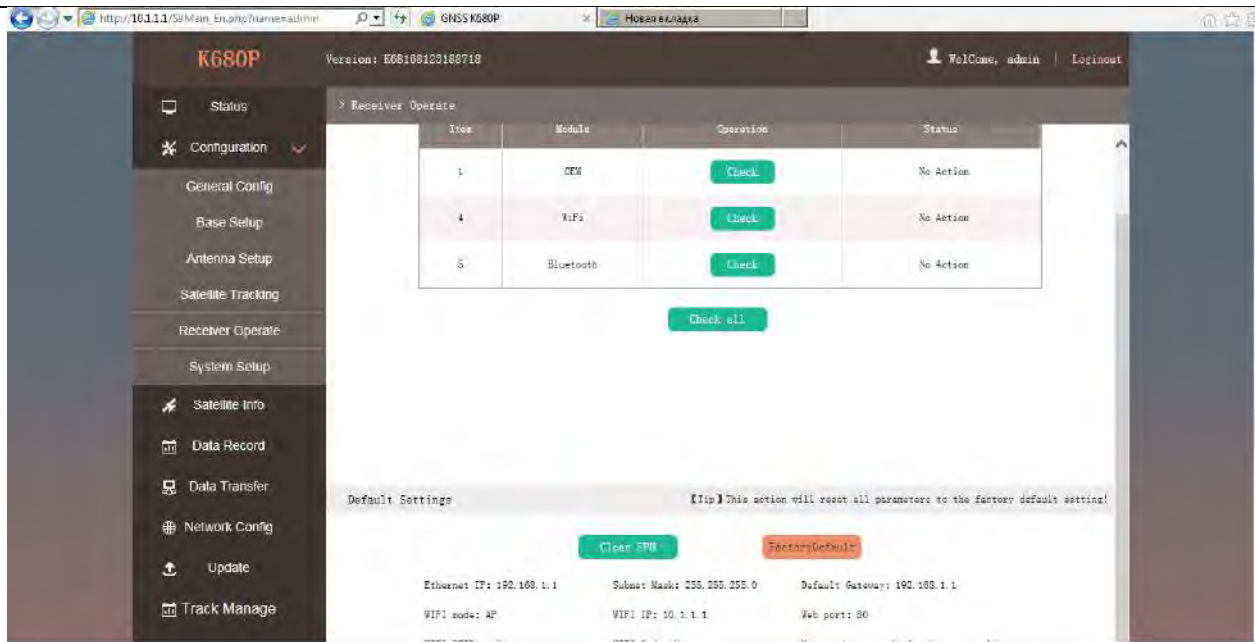 http://10.1.1.1/S9Main_En.php?name=admin
GNSS K680P
Новая вкладка
K680P
Version: K68108123188718
WelCome, admin | Loginout
Status
> Receiver Operate
Item Module Operation Status
Configuration
1 OEM Check No Action
General Config
4 WiFi Check No Action
Base Setup
Antenna Setup
5 Bluetooth Check No Action
Satellite Tracking
Check all
Receiver Operate
System Setup
Satellite Info
Data Record
Data Transfer
Default Settings 【Tip】This action will reset all parameters to the factory default setting!
Network Config
Clear EPH FactoryDefault
Update
Ethernet IP: 192.168.1.1 Subnet Mask: 255.255.255.0 Default Gateway: 192.168.1.1
Track Manage
WIFI mode: AP WIFI IP: 10.1.1.1 Web port: 80